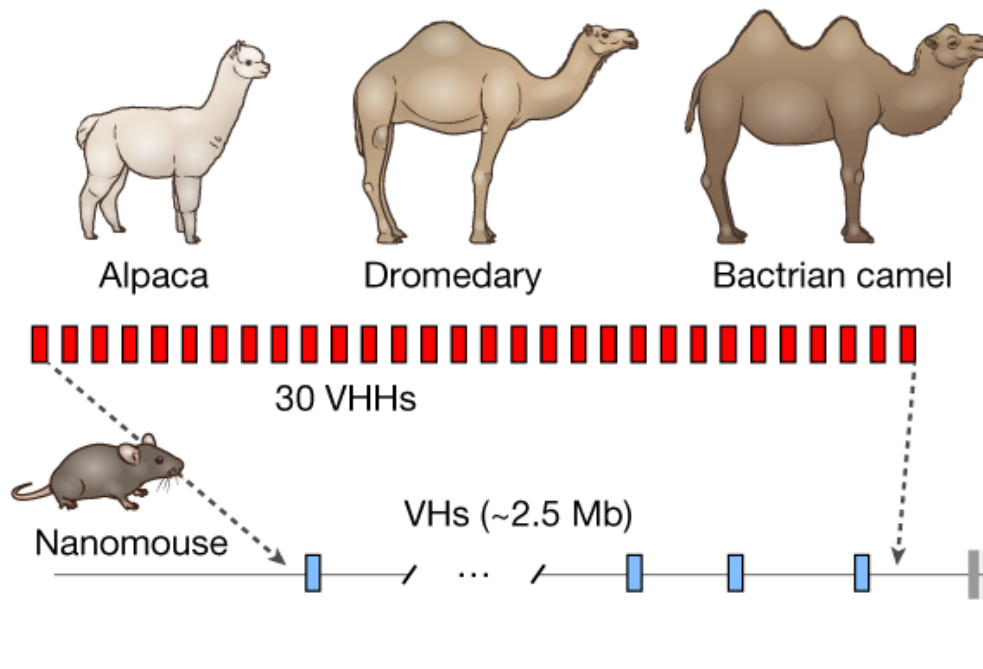 Alpaca
Dromedary
Bactrian camel
30 VHHs
VHs (~2.5 Mb)
Nanomouse
...